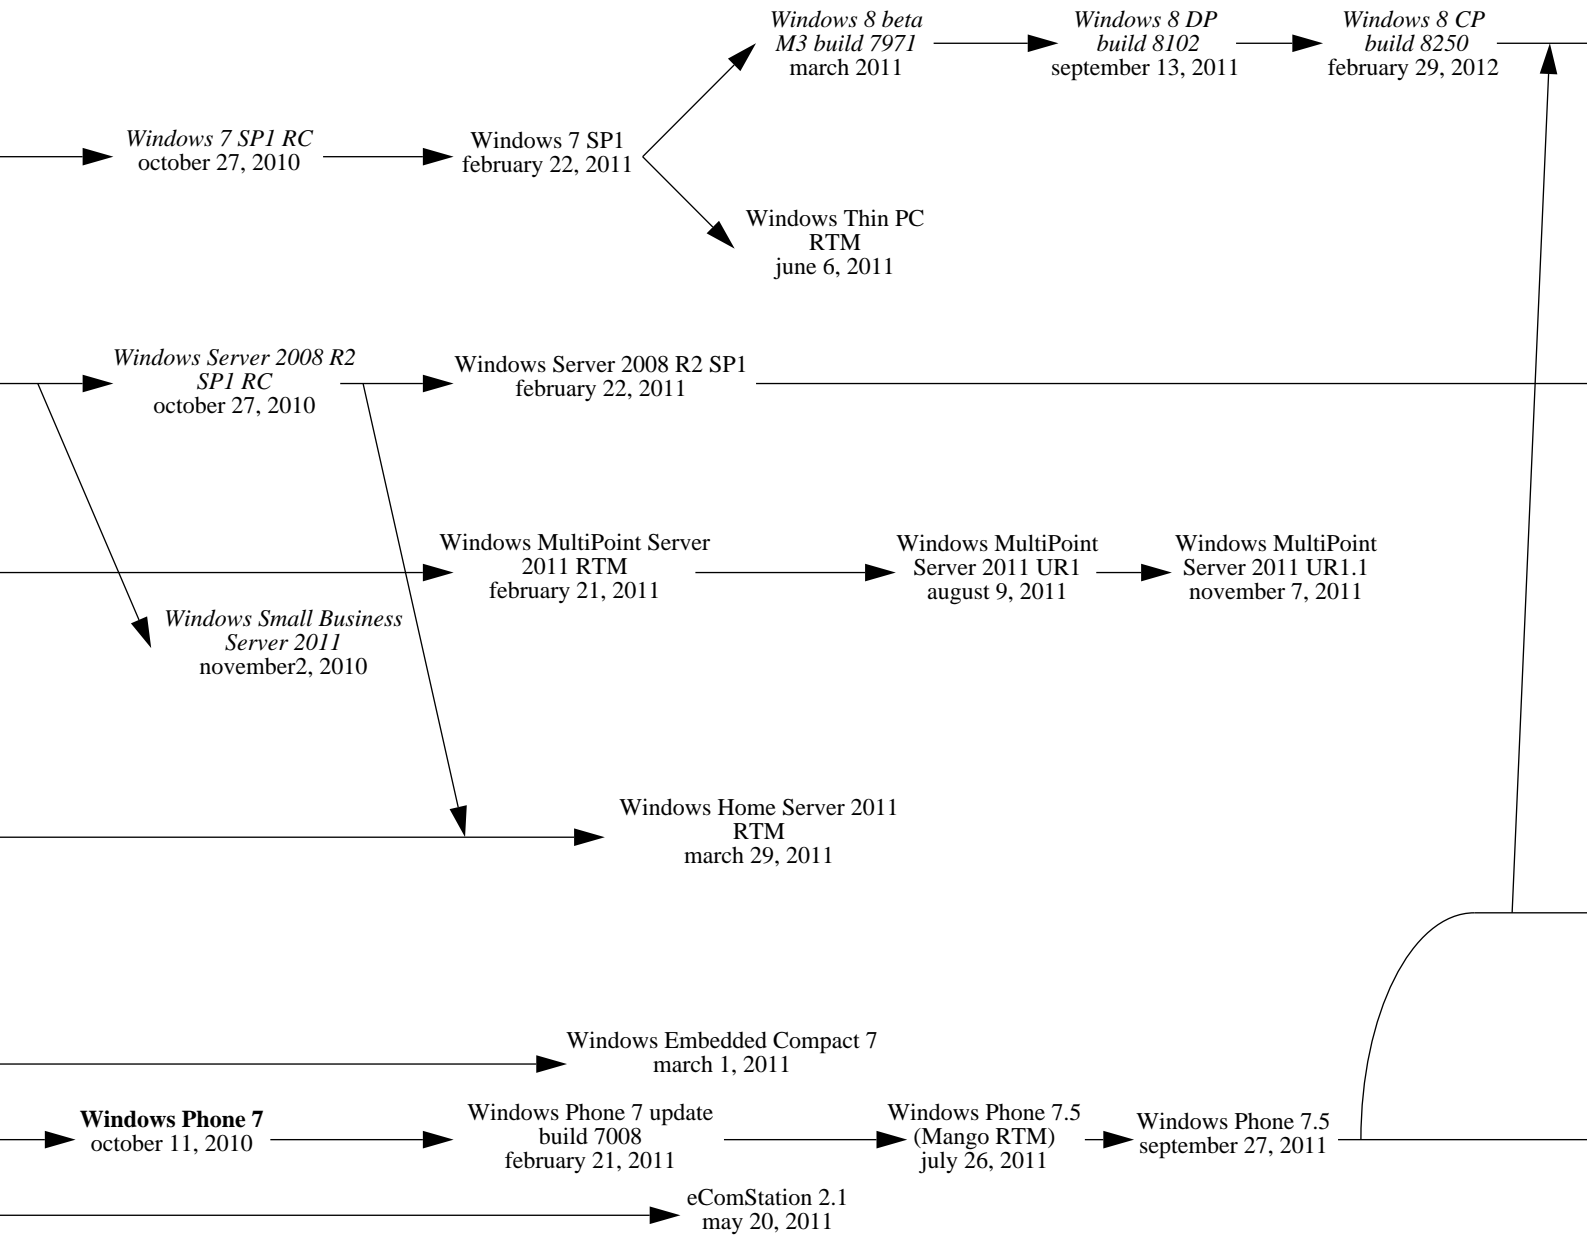 Windows 8 beta
M3 build 7971
march 2011
Windows 8 DP
build 8102
september 13, 2011
Windows 8 CP
build 8250
february 29, 2012
Windows 7 SP1 RC
october 27, 2010
Windows 7 SP1
february 22, 2011
Windows Thin PC
RTM
june 6, 2011
Windows Server 2008 R2
SP1 RC
october 27, 2010
Windows Server 2008 R2 SP1
february 22, 2011
Windows MultiPoint Server
2011 RTM
february 21, 2011
Windows MultiPoint
Server 2011 UR1
august 9, 2011
Windows MultiPoint
Server 2011 UR1.1
november 7, 2011
Windows Small Business
Server 2011
november2, 2010
Windows Home Server 2011
RTM
march 29, 2011
Windows Embedded Compact 7
march 1, 2011
Windows Phone 7
october 11, 2010
Windows Phone 7 update
build 7008
february 21, 2011
Windows Phone 7.5
(Mango RTM)
july 26, 2011
Windows Phone 7.5
september 27, 2011
eComStation 2.1
may 20, 2011